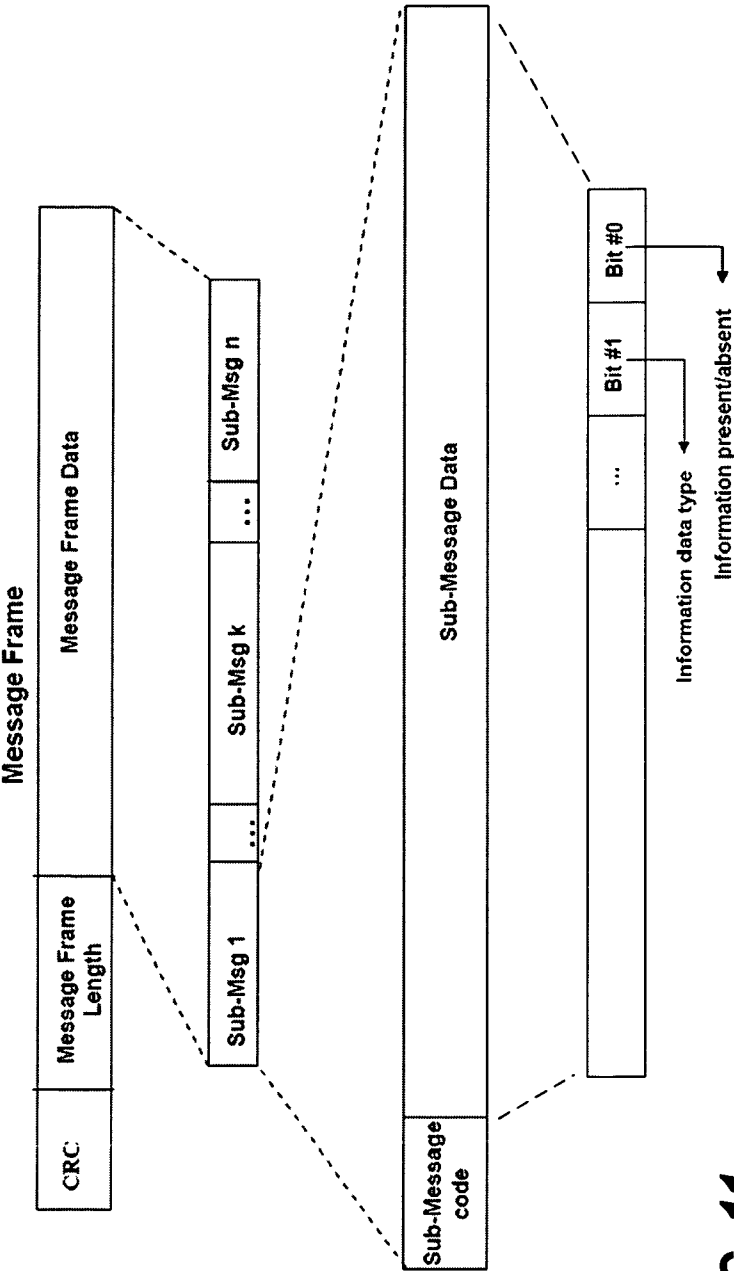 Message Frame
CRC
Message Frame
Length
Message Frame Data
Sub-Msg 1
...
Sub-Msg k
...
Sub-Msg n
Sub-Message
code
Sub-Message Data
...
Bit #1
Bit #0
Information data type
Information present/absent